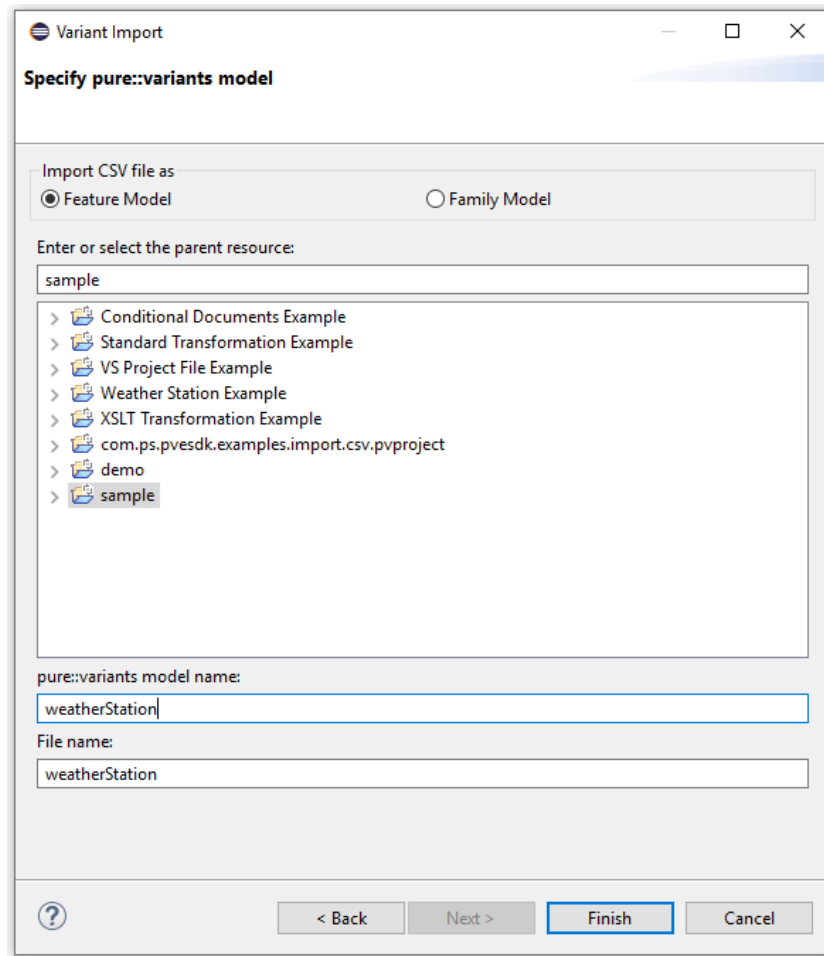 Variant Import
Specify pure::variants model
Import CSV file as
Feature Model
Family Model
Enter or select the parent resource:
sample
Conditional Documents Example
Standard Transformation Example
VS Project File Example
Weather Station Example
XSLT Transformation Example
com.ps.pvesdk.examples.import.csv.pvproject
demo
sample
pure::variants model name:
weatherStation
File name:
weatherStation
? < Back Next > Finish Cancel